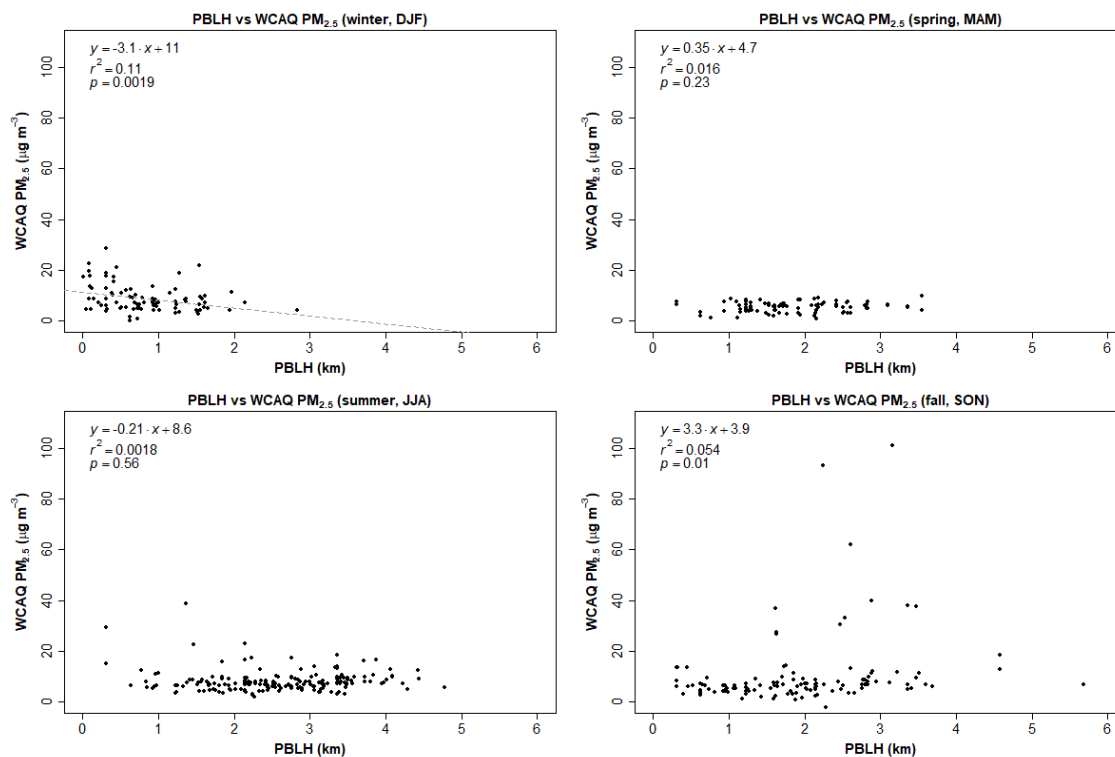 PBLH vs WCAQ PM2.5 (winter, DJF)
y = -3.1 · x + 11
r² = 0.11
p = 0.0019
WCAQ PM2.5 (μg m⁻³)
100
80
60
40
20
0
0 1 2 3 4 5 6
PBLH (km)
PBLH vs WCAQ PM2.5 (spring, MAM)
y = 0.35 · x + 4.7
r² = 0.016
p = 0.23
WCAQ PM2.5 (μg m⁻³)
100
80
60
40
20
0
0 1 2 3 4 5 6
PBLH (km)
PBLH vs WCAQ PM2.5 (summer, JJA)
y = -0.21 · x + 8.6
r² = 0.0018
p = 0.56
WCAQ PM2.5 (μg m⁻³)
100
80
60
40
20
0
0 1 2 3 4 5 6
PBLH (km)
PBLH vs WCAQ PM2.5 (fall, SON)
y = 3.3 · x + 3.9
r² = 0.054
p = 0.01
WCAQ PM2.5 (μg m⁻³)
100
80
60
40
20
0
0 1 2 3 4 5 6
PBLH (km)